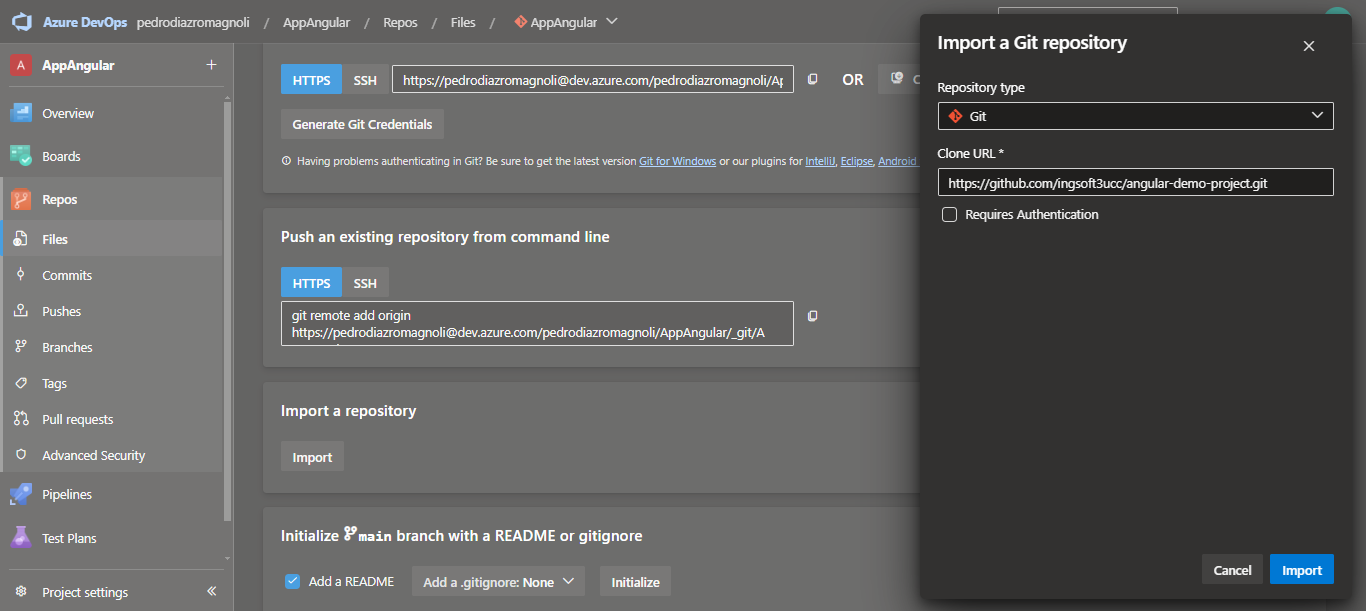 Azure DevOps pedrodiazromagnoli / AppAngular / Repos / Files / AppAngular
A AppAngular +
Overview
Boards
Repos
Files
Commits
Pushes
Branches
Tags
Pull requests
Advanced Security
Pipelines
Test Plans
Project settings
HTTPS SSH https://pedrodiazromagnoli@dev.azure.com/pedrodiazromagnoli/Ap OR
Generate Git Credentials
Having problems authenticating in Git? Be sure to get the latest version Git for Windows or our plugins for IntelliJ, Eclipse, Android
Push an existing repository from command line
HTTPS SSH
git remote add origin
https://pedrodiazromagnoli@dev.azure.com/pedrodiazromagnoli/AppAngular/_git/A
Import a repository
Import
Initialize main branch with a README or gitignore
Add a README Add a .gitignore: None Initialize
Import a Git repository
Repository type
Git
Clone URL *
https://github.com/ingsoft3ucc/angular-demo-project.git
Requires Authentication
Cancel Import